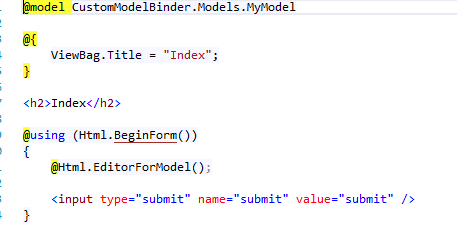 @model CustomModelBinder.Models.MyModel
@{
ViewBag.Title = "Index";
}
<h2>Index</h2>
@using (Html.BeginForm())
{
@Html.EditorForModel();
<input type="submit" name="submit" value="submit" />
}